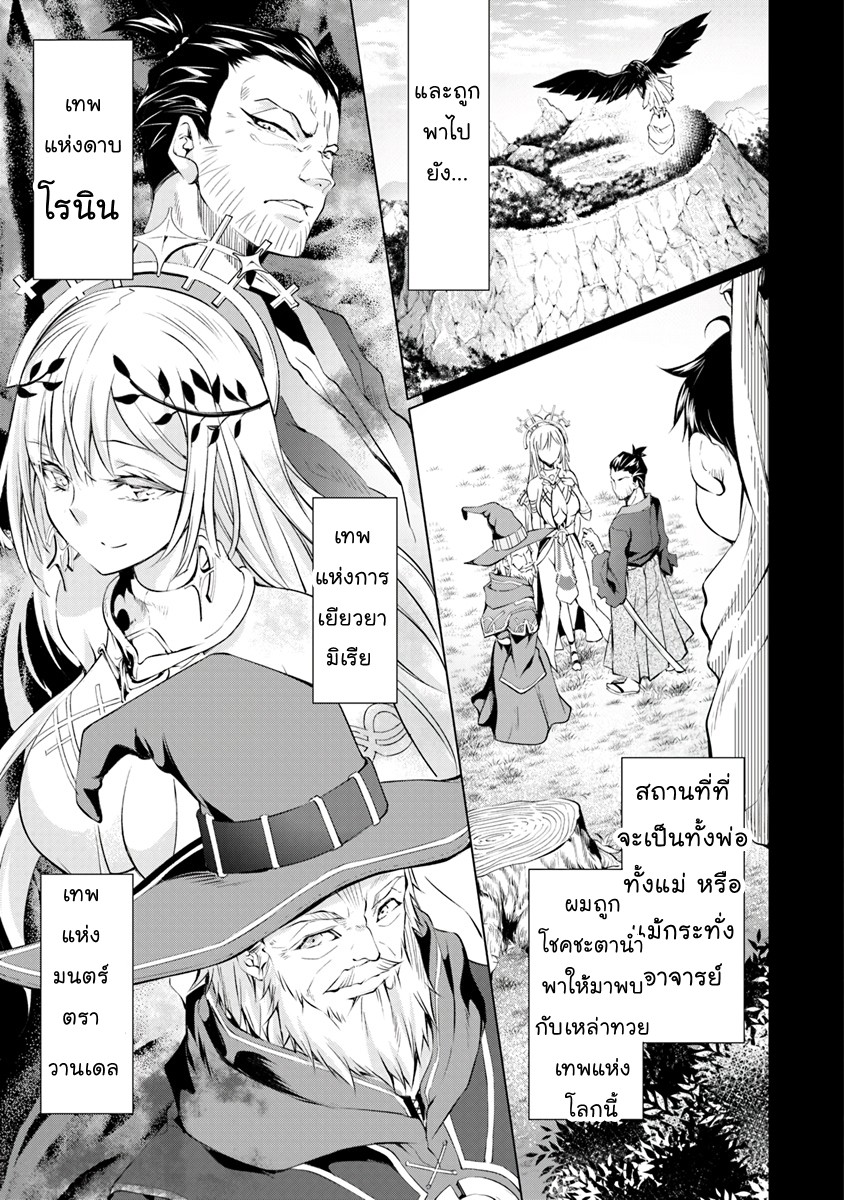 และถูก
พาไป
ยัง...
สถานที่ที่
จะเป็นทั้งพ่อ
ทั้งแม่ หรือ
แม้กระทั่ง
อาจารย์
ผมถูก
โชคชะตานำ
พาให้มาพบ
กับเหล่าทวย
เทพแห่ง
โลกนี้
เทพ
แห่งดาบ
โรนิน
เทพ
แห่งการ
เยียวยา
มิเรีย
เทพ
แห่ง
มนตร์
ตรา
วานเดล